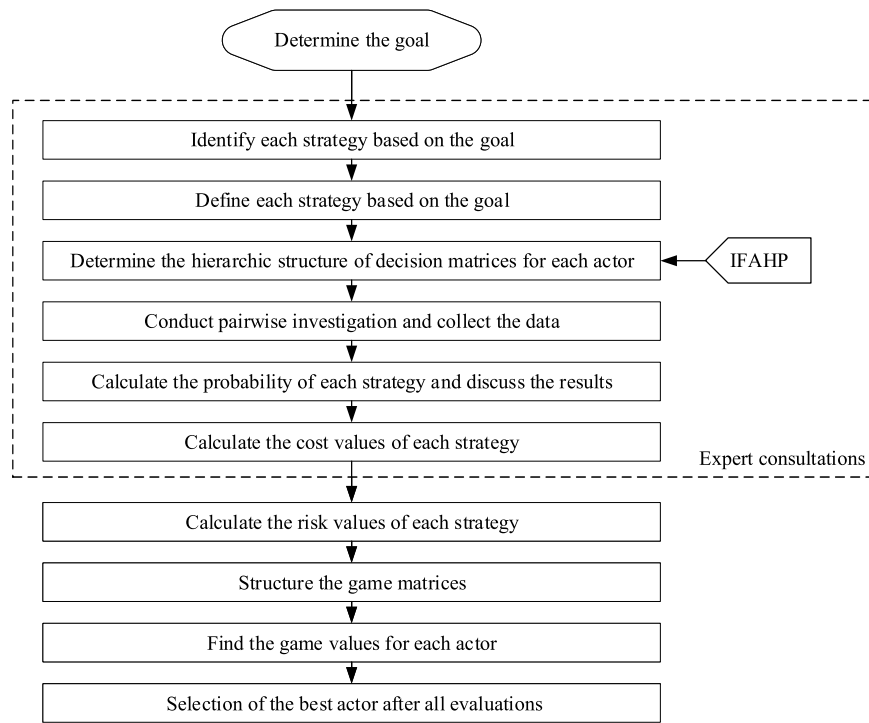 Determine the goal
Identify each strategy based on the goal
Define each strategy based on the goal
Determine the hierarchic structure of decision matrices for each actor
IFAHP
Conduct pairwise investigation and collect the data
Calculate the probability of each strategy and discuss the results
Calculate the cost values of each strategy
Expert consultations
Calculate the risk values of each strategy
Structure the game matrices
Find the game values for each actor
Selection of the best actor after all evaluations